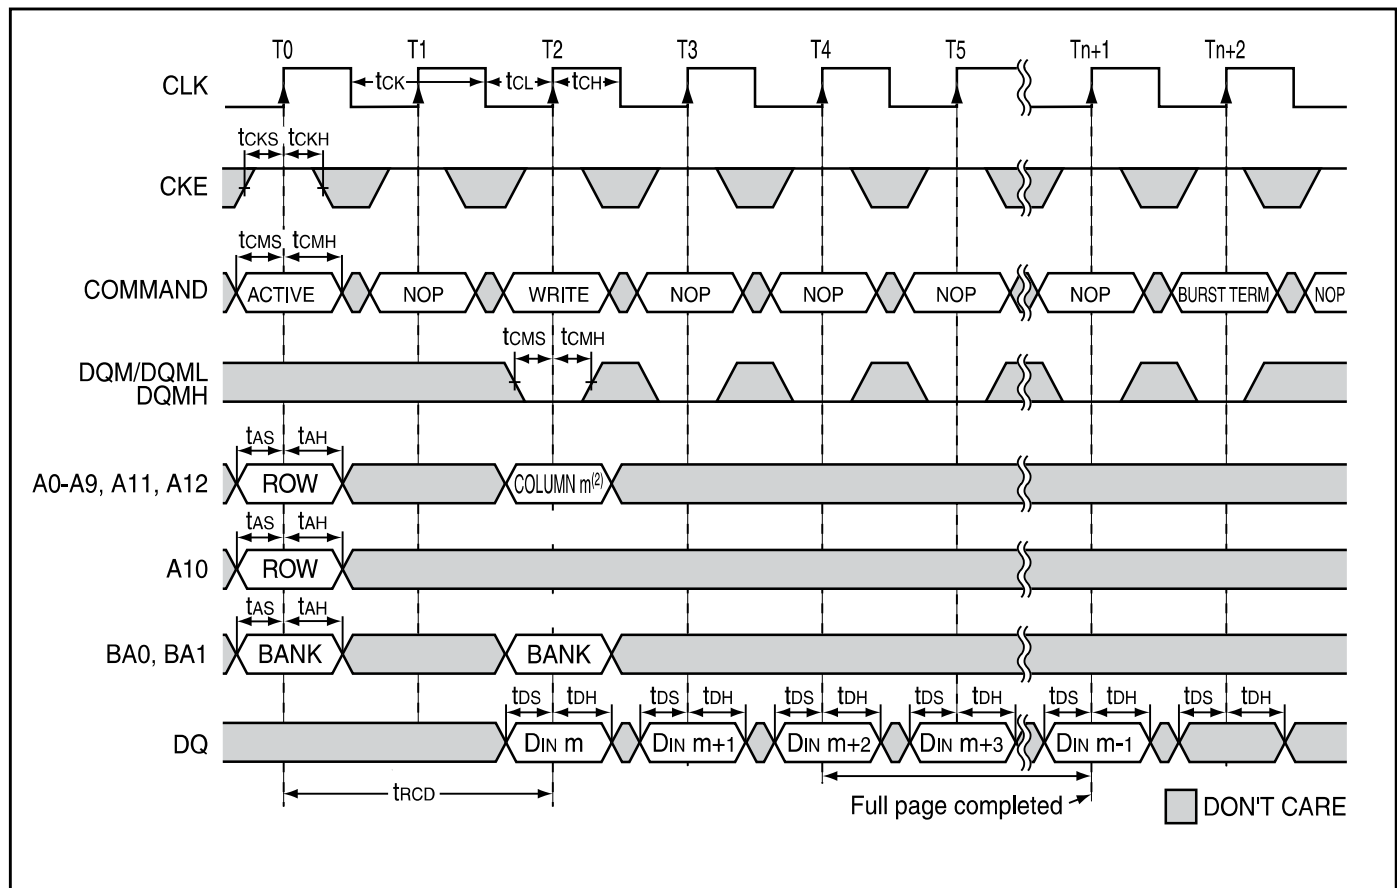 T0 T1 T2 T3 T4 T5 Tn+1 Tn+2
CLK tCK tCL tCH
tCKS tCKH
CKE
tCMS tCMH
COMMAND ACTIVE NOP WRITE NOP NOP NOP NOP BURST TERM NOP
tCMS tCMH
DQM/DQML
DQMH
tAS tAH
A0-A9, A11, A12 ROW COLUMN m(2)
tAS tAH
A10 ROW
tAS tAH
BA0, BA1 BANK BANK
tDS tDH tDS tDH tDS tDH tDS tDH tDS tDH tDS tDH
DQ DIN m DIN m+1 DIN m+2 DIN m+3 DIN m-1
tRCD
Full page completed
DON'T CARE